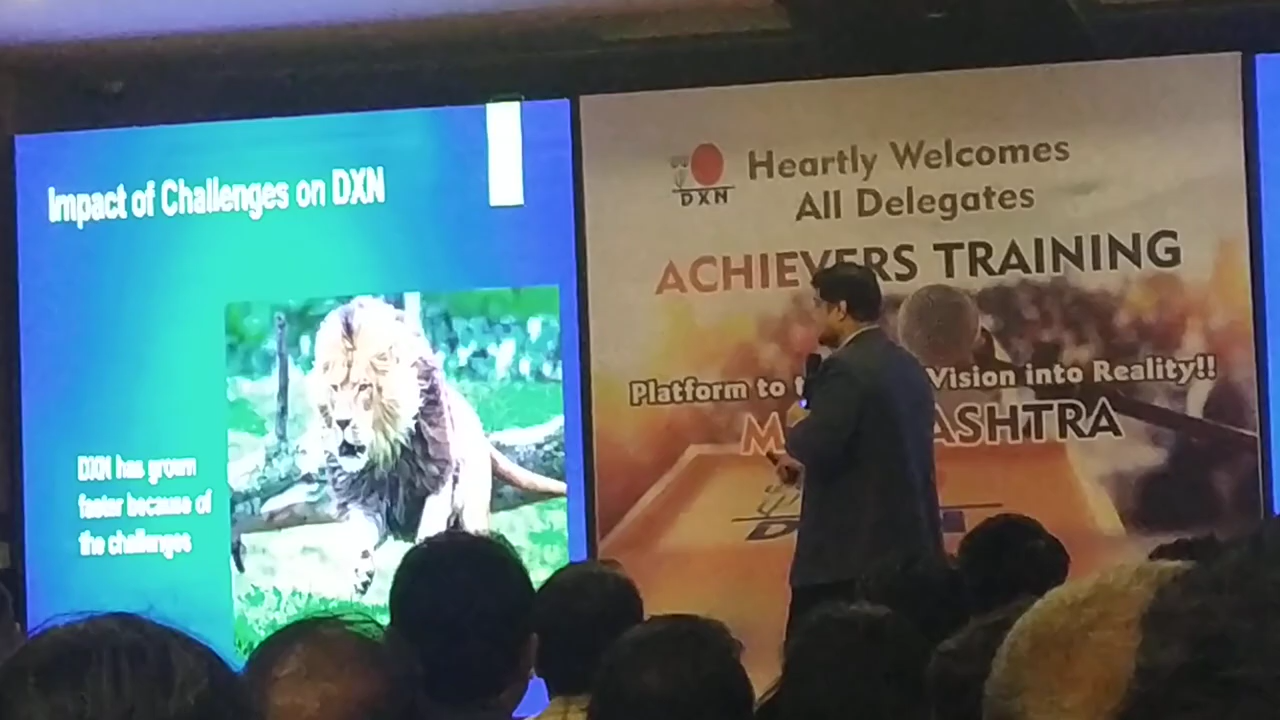 Impact of Challenges on DXN
DXN has grown
faster because of
the challenges
DXN
Heartly Welcomes
All Delegates
ACHIEVERS TRAINING
Platform to Vision into Reality!!
M ASHTRA
D